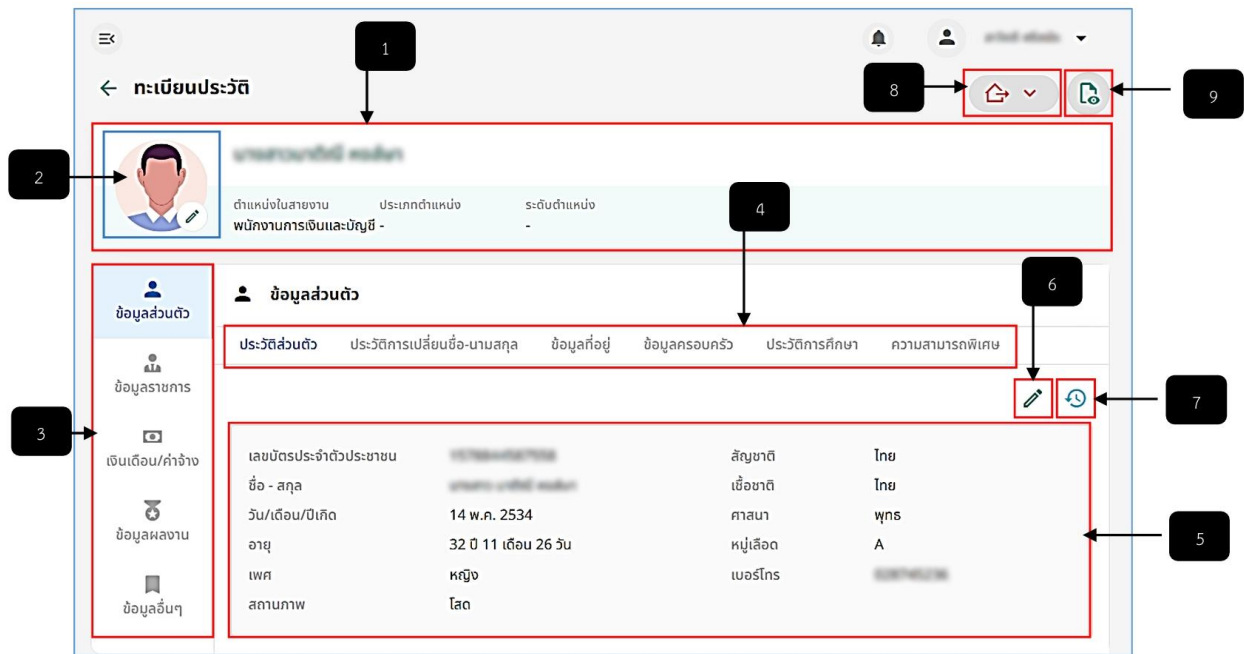 1
ทะเบียนประวัติ
8
9
2
ตำแหน่งในสายงาน ประเภทตำแหน่ง ระดับตำแหน่ง
พนักงานการเงินและบัญชี - -
4
ข้อมูลส่วนตัว
ข้อมูลส่วนตัว
6
ประวัติส่วนตัว ประวัติการเปลี่ยนชื่อ-นามสกุล ข้อมูลที่อยู่ ข้อมูลครอบครัว ประวัติการศึกษา ความสามารถพิเศษ
ข้อมูลราชการ
7
3
เงินเดือน/ค่าจ้าง
ข้อมูลผลงาน
ข้อมูลอื่นๆ
เลขบัตรประจำตัวประชาชน สัญชาติ ไทย
ชื่อ - สกุล เชื้อชาติ ไทย
วัน/เดือน/ปีเกิด 14 พ.ค. 2534 ศาสนา พุทธ
อายุ 32 ปี 11 เดือน 26 วัน หมู่เลือด A
เพศ หญิง เบอร์โทร
สถานภาพ โสด
5